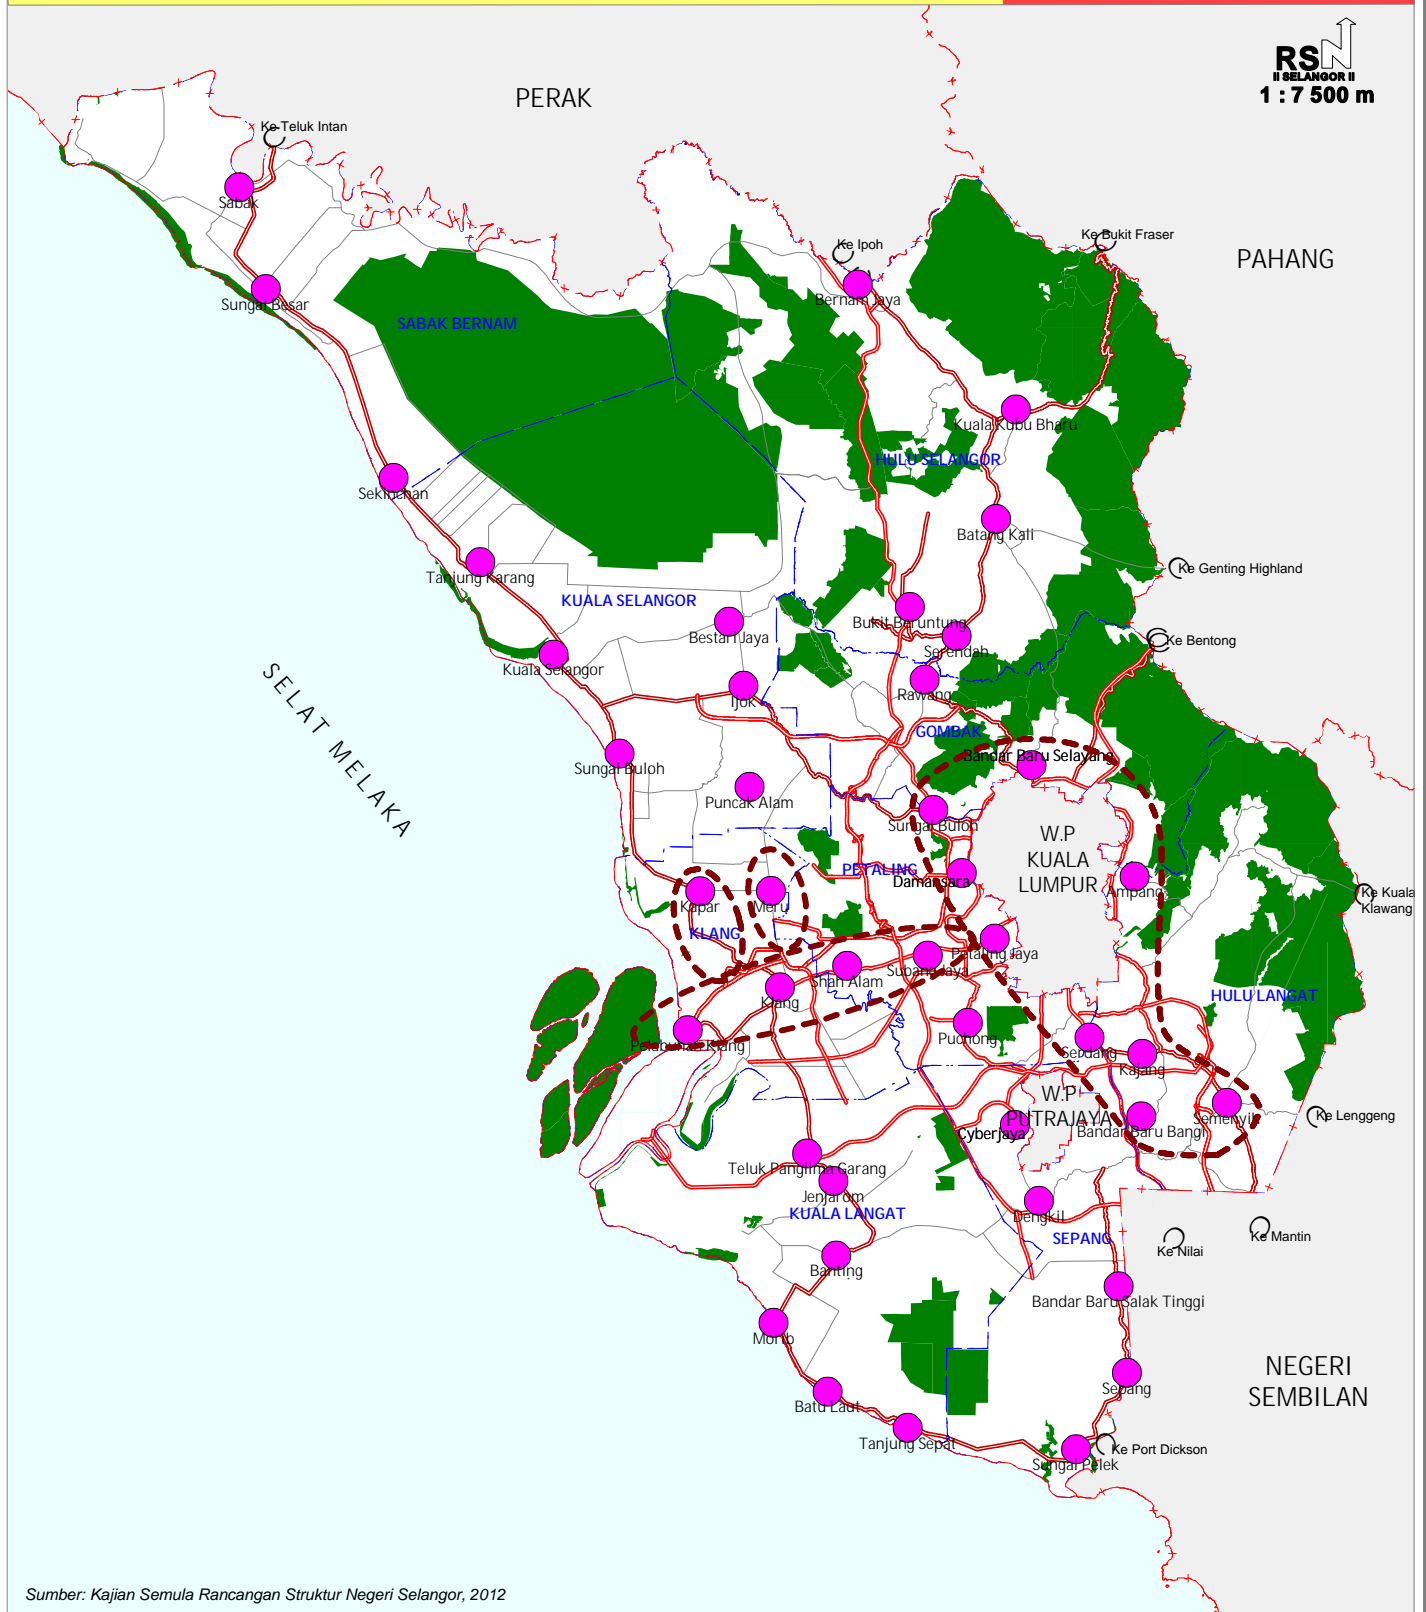 RSN
II SELANGOR II
1 : 7 500 m
PERAK
Ke Teluk Intan
Sabak
Ke Ipoh
Ke Bukit Fraser
PAHANG
Sungai Besar
Bernam Jaya
SABAK BERNAM
Kuala Kubu Bharu
HULU SELANGOR
Sekinchan
Batang Kali
Ke Genting Highland
Tanjung Karang
KUALA SELANGOR
Bestari Jaya
Bukit Beruntung
Serendah
Ke Bentong
Kuala Selangor
Ijok
Rawang
SELAT MELAKA
GOMBAK
Bandar Baru Selayang
Sungai Buloh
Puncak Alam
Sungai Buloh
W.P
KUALA
LUMPUR
PETALING
Damansara
Ampang
Kapar
Meru
Ke Kuala
Klawang
KLANG
Petaling Jaya
Subang Jaya
Shah Alam
Klang
HULU LANGAT
Pelabuhan Klang
Puchong
Serdang
Kajang
W.P
PUTRAJAYA
Semenyih
Ke Lenggeng
Cyberjaya
Bandar Baru Bangi
Teluk Panglima Garang
Jenjarom
KUALA LANGAT
Dengkil
SEPANG
Ke Nilai
Ke Mantin
Banting
Bandar Baru Salak Tinggi
Morib
Sepang
NEGERI
SEMBILAN
Batu Laut
Tanjung Sepat
Sungai Pelek
Ke Port Dickson
Sumber: Kajian Semula Rancangan Struktur Negeri Selangor, 2012